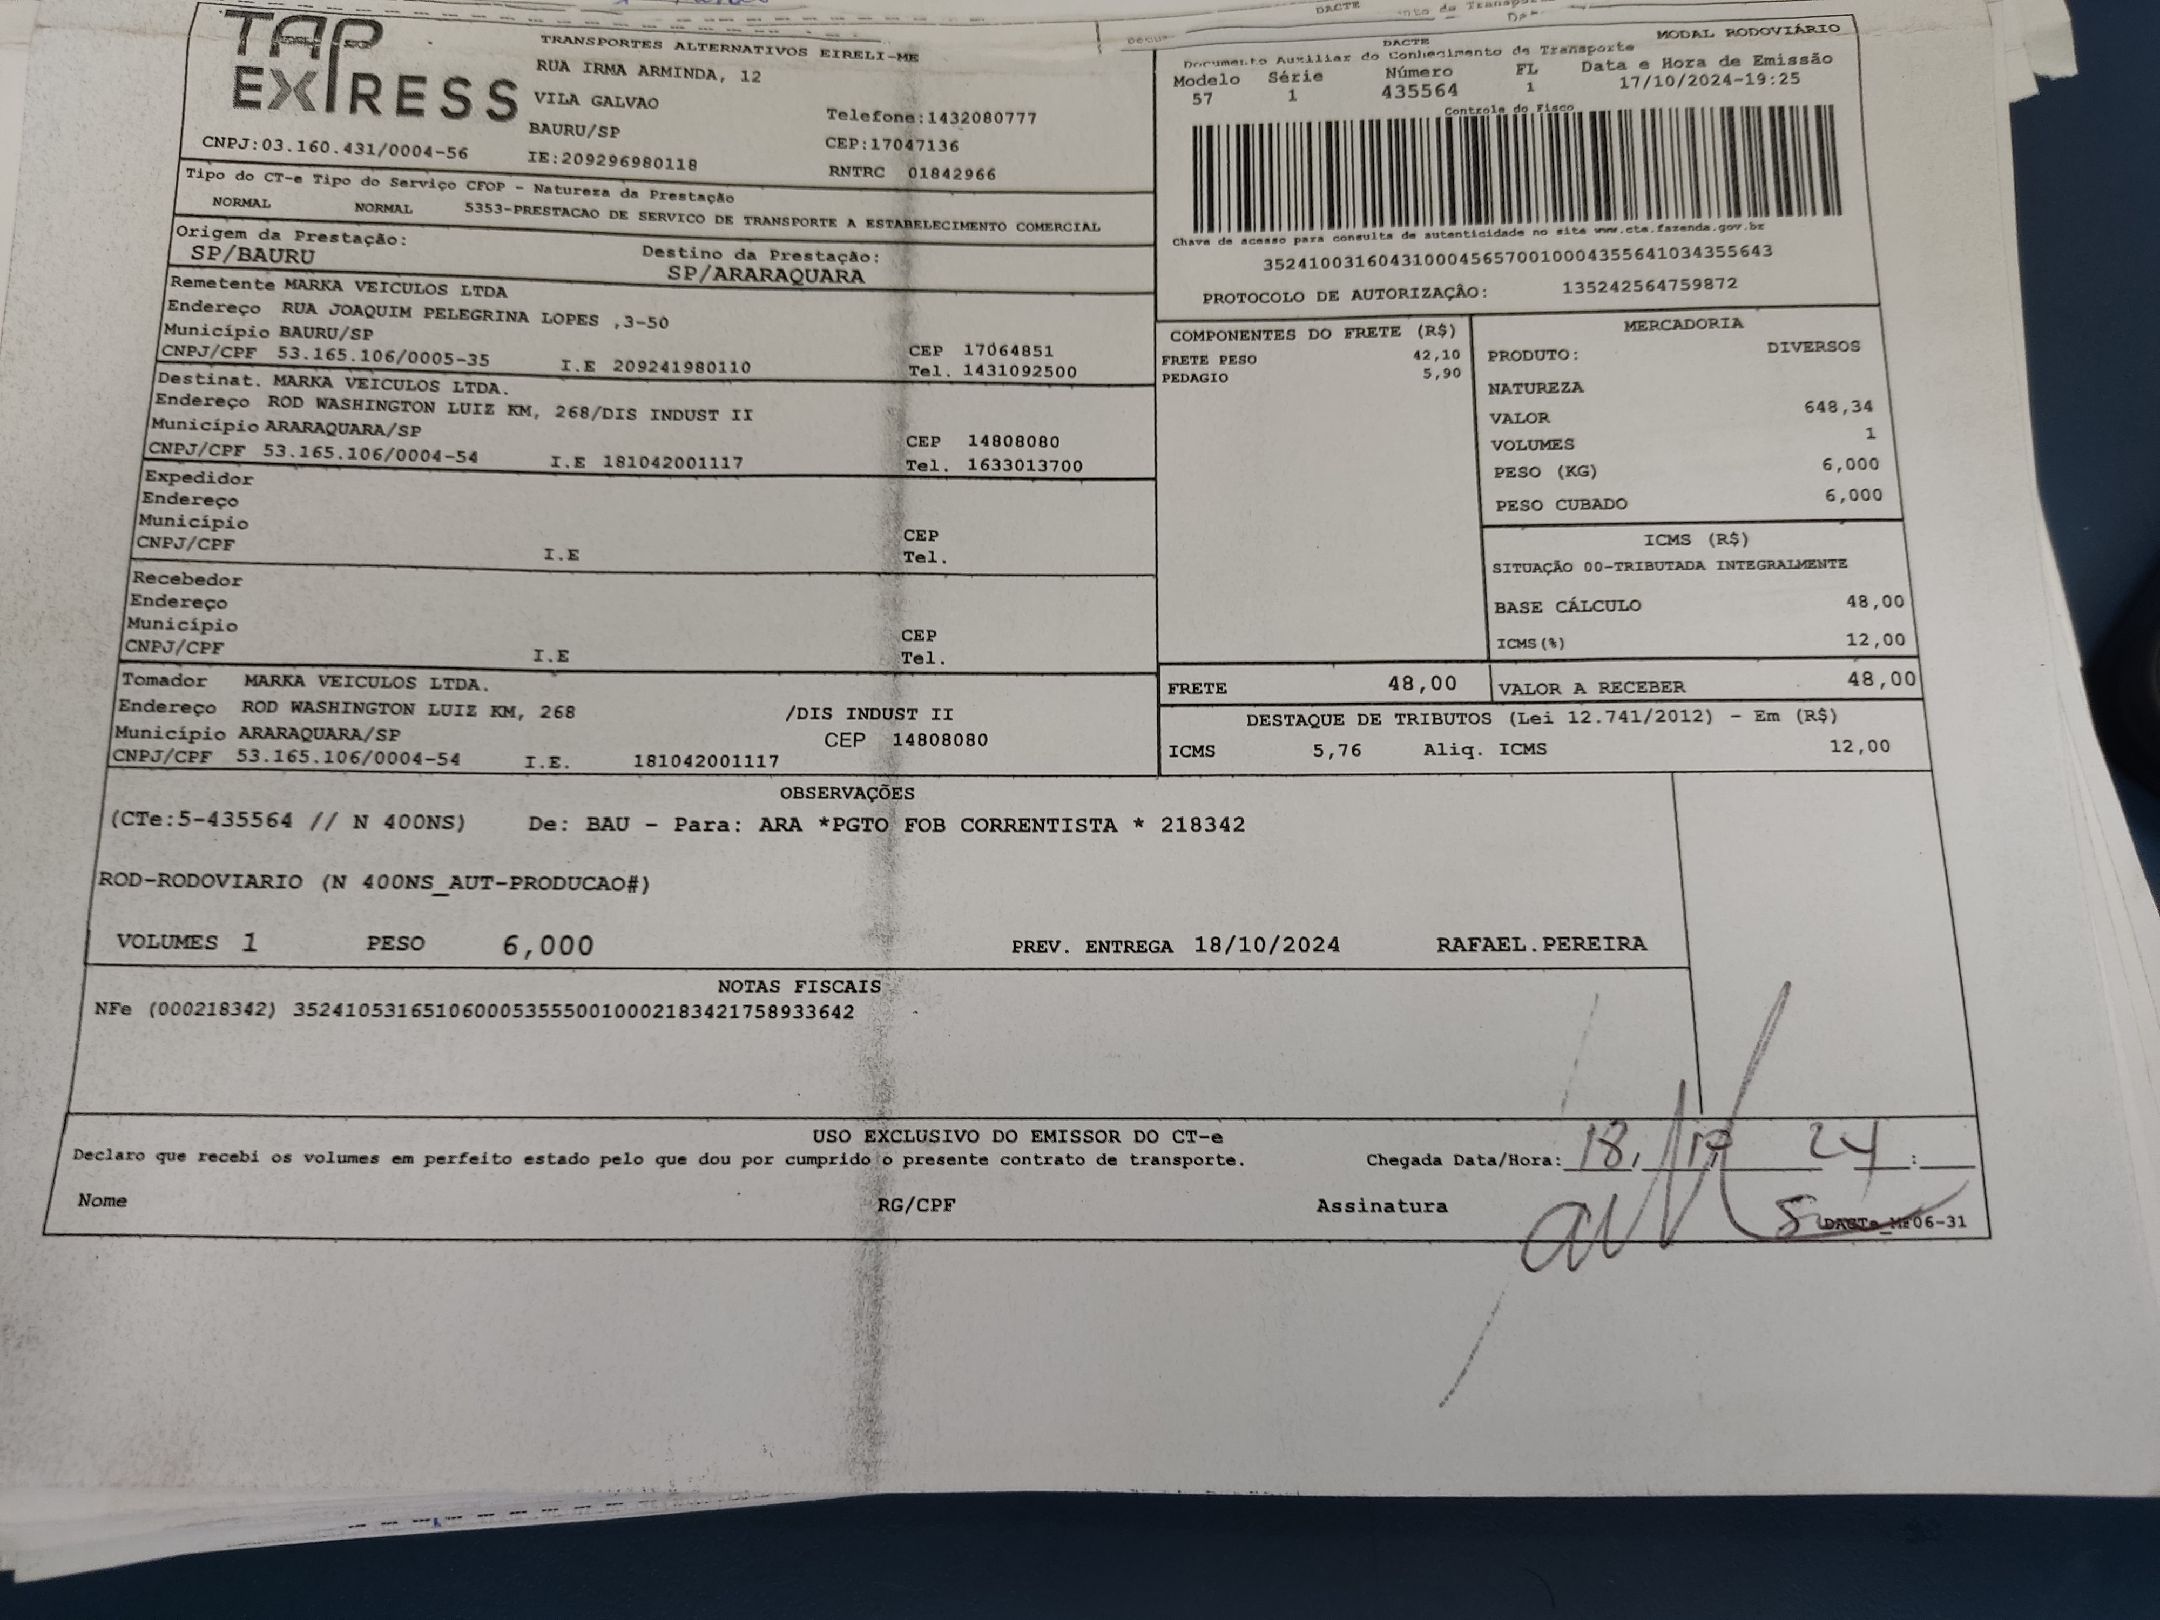 DACTE
TAP EXPRESS
TRANSPORTES ALTERNATIVOS EIRELI-ME
RUA IRMA ARMINDA, 12
VILA GALVAO
Telefone:1432080777
BAURU/SP
CEP:17047136
CNPJ:03.160.431/0004-56
IE:209296980118
RNTRC 01842966
DACTE
MODAL RODOVIÁRIO
Documento Auxiliar do Conhecimento de Transporte
Modelo Série Número FL Data e Hora de Emissão
57 1 435564 1 17/10/2024-19:25
Controle do Fisco
Chave de acesso para consulta de autenticidade no site www.cte.fazenda.gov.br
35241003160431000456570010004355641034355643
PROTOCOLO DE AUTORIZAÇÂO: 135242564759872
Tipo do CT-e Tipo do Serviço CFOP - Natureza da Prestação
NORMAL NORMAL 5353-PRESTACAO DE SERVICO DE TRANSPORTE A ESTABELECIMENTO COMERCIAL
Origem da Prestação: Destino da Prestação:
SP/BAURU SP/ARARAQUARA
Remetente MARKA VEICULOS LTDA
Endereço RUA JOAQUIM PELEGRINA LOPES ,3-50
Município BAURU/SP CEP 17064851
CNPJ/CPF 53.165.106/0005-35 I.E 209241980110 Tel. 1431092500
Destinat. MARKA VEICULOS LTDA.
Endereço ROD WASHINGTON LUIZ KM, 268/DIS INDUST II
Município ARARAQUARA/SP CEP 14808080
CNPJ/CPF 53.165.106/0004-54 I.E 181042001117 Tel. 1633013700
Expedidor
Endereço
Município CEP
CNPJ/CPF I.E Tel.
Recebedor
Endereço
Município CEP
CNPJ/CPF I.E Tel.
Tomador MARKA VEICULOS LTDA.
Endereço ROD WASHINGTON LUIZ KM, 268 /DIS INDUST II
Município ARARAQUARA/SP CEP 14808080
CNPJ/CPF 53.165.106/0004-54 I.E. 181042001117
COMPONENTES DO FRETE (R$)
FRETE PESO 42,10
PEDAGIO 5,90
MERCADORIA
PRODUTO: DIVERSOS
NATUREZA
VALOR 648,34
VOLUMES 1
PESO (KG) 6,000
PESO CUBADO 6,000
ICMS (R$)
SITUAÇÃO 00-TRIBUTADA INTEGRALMENTE
BASE CÁLCULO 48,00
ICMS(%) 12,00
FRETE 48,00 VALOR A RECEBER 48,00
DESTAQUE DE TRIBUTOS (Lei 12.741/2012) - Em (R$)
ICMS 5,76 Aliq. ICMS 12,00
OBSERVAÇÕES
(CTe:5-435564 // N 400NS) De: BAU - Para: ARA *PGTO FOB CORRENTISTA * 218342
ROD-RODOVIARIO (N 400NS_AUT-PRODUCAO#)
VOLUMES 1 PESO 6,000 PREV. ENTREGA 18/10/2024 RAFAEL.PEREIRA
NOTAS FISCAIS
NFe (000218342) 35241053165106000535550010002183421758933642
USO EXCLUSIVO DO EMISSOR DO CT-e
Declaro que recebi os volumes em perfeito estado pelo que dou por cumprido o presente contrato de transporte. Chegada Data/Hora: 18, 10 24 :
Nome RG/CPF Assinatura
06-31